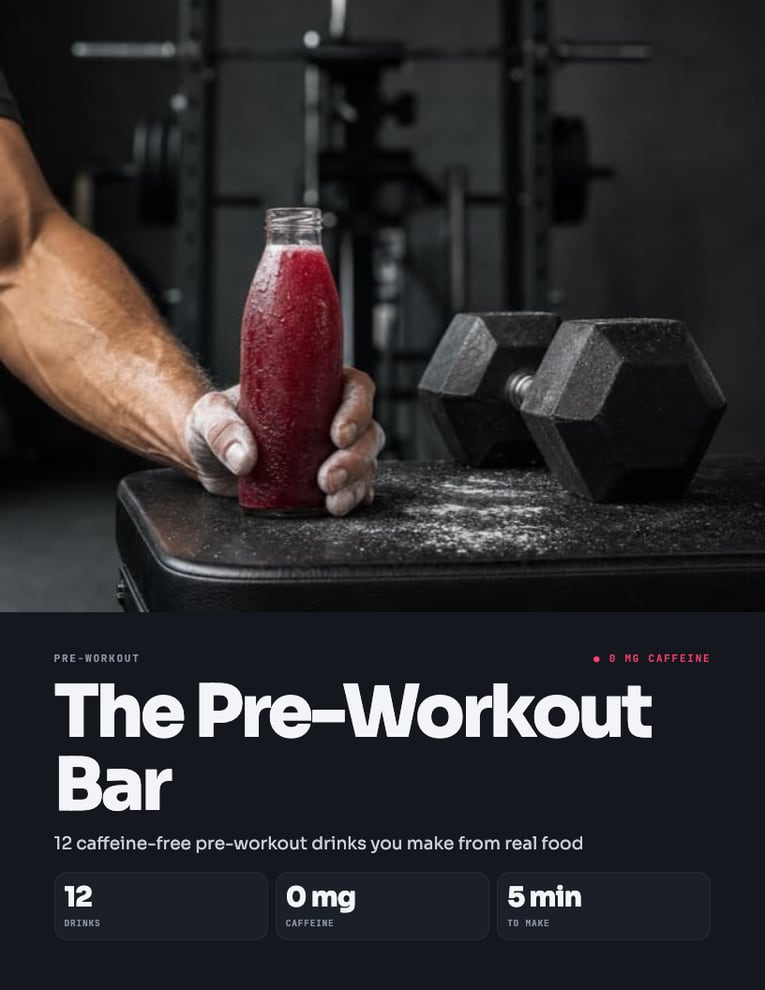 PRE-WORKOUT
● 0 MG CAFFEINE
The Pre-Workout
Bar
12 caffeine-free pre-workout drinks you make from real food
12
DRINKS
0 mg
CAFFEINE
5 min
TO MAKE